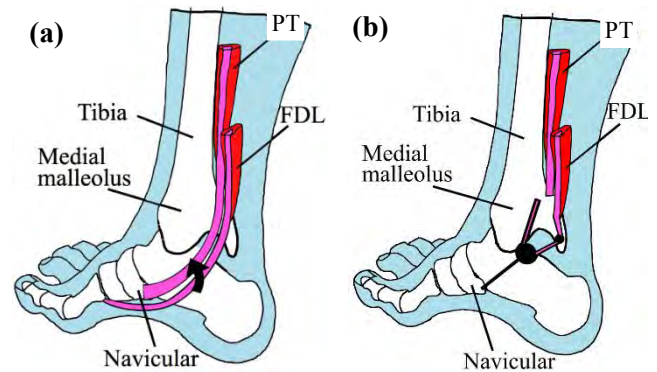 (a)
PT
Tibia
FDL
Medial
malleolus
Navicular
(b)
PT
Tibia
FDL
Medial
malleolus
Navicular